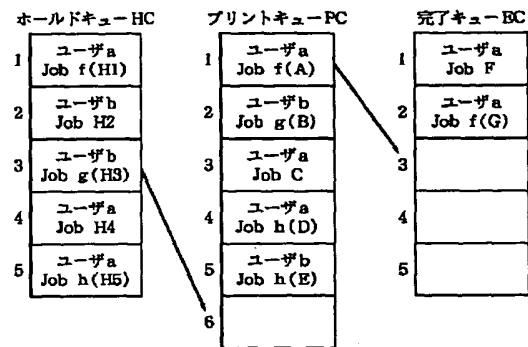 ホールドキューHC
1
ユーザa
Job f(H1)
2
ユーザb
Job H2
3
ユーザb
Job g(H3)
4
ユーザa
Job H4
5
ユーザa
Job h(H5)
プリントキューPC
ユーザa
Job f(A)
2
ユーザb
Job g(B)
3
ユーザa
Job C
4
ユーザa
Job h(D)
5
ユーザb
Job h(E)
6
完了キューEC
1
ユーザa
Job F
2
ユーザa
Job f(G)
3
4
5